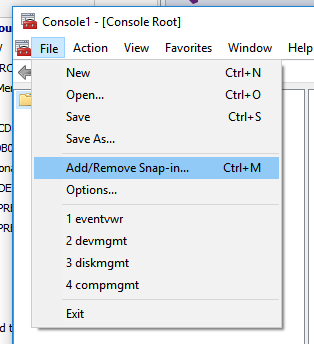 Console1 - [Console Root]
File Action View Favorites Window Help
New Ctrl+N
Open... Ctrl+O
Save Ctrl+S
Save As...
Add/Remove Snap-in... Ctrl+M
Options...
1 eventvwr
2 devmgmt
3 diskmgmt
4 compmgmt
Exit